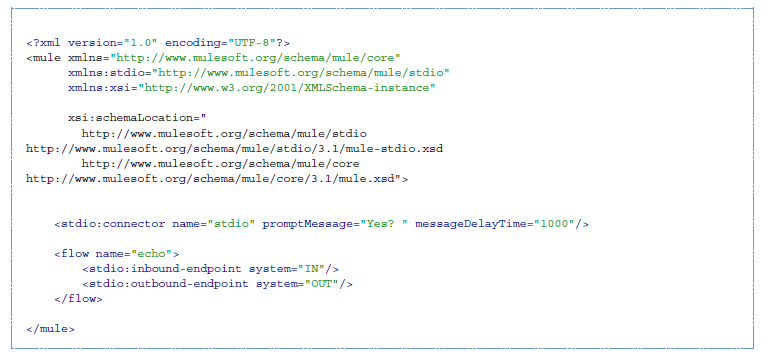 <?xml version="1.0" encoding="UTF-8"?>
<mule xmlns="http://www.mulesoft.org/schema/mule/core"
      xmlns:stdio="http://www.mulesoft.org/schema/mule/stdio"
      xmlns:xsi="http://www.w3.org/2001/XMLSchema-instance"
      xsi:schemaLocation="
        http://www.mulesoft.org/schema/mule/stdio
http://www.mulesoft.org/schema/mule/stdio/3.1/mule-stdio.xsd
        http://www.mulesoft.org/schema/mule/core
http://www.mulesoft.org/schema/mule/core/3.1/mule.xsd">
    <stdio:connector name="stdio" promptMessage="Yes? " messageDelayTime="1000"/>
    <flow name="echo">
        <stdio:inbound-endpoint system="IN"/>
        <stdio:outbound-endpoint system="OUT"/>
    </flow>
</mule>